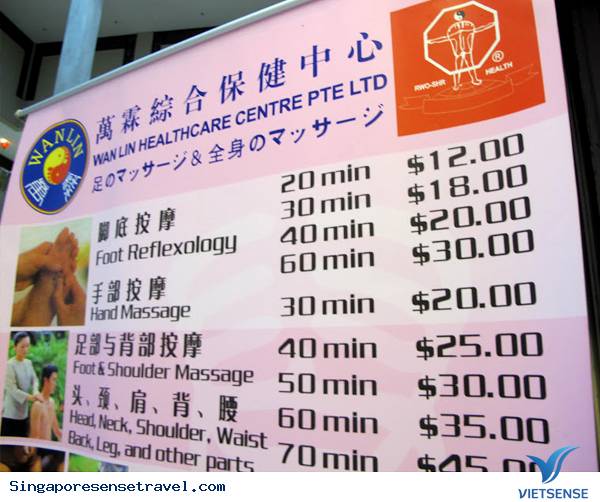 萬霖綜合保健中心
WAN LIN HEALTHCARE CENTRE PTE LTD
足のマッサージ & 全身のマッサージ
WANLIN
萬霖
RWO-SHR HEALTH
®
脚底按摩
Foot Reflexology
20 min $12.00
30 min $18.00
40 min $20.00
60 min $30.00
手部按摩
Hand Massage
30 min $20.00
足部与背部按摩
Foot & Shoulder Massage
40 min $25.00
50 min $30.00
头、颈、肩、背、腰
Head, Neck, Shoulder, Waist
Back, Leg, and other parts
60 min $35.00
70 min $45.00
Singaporesensetravel.com
VIETSENSE